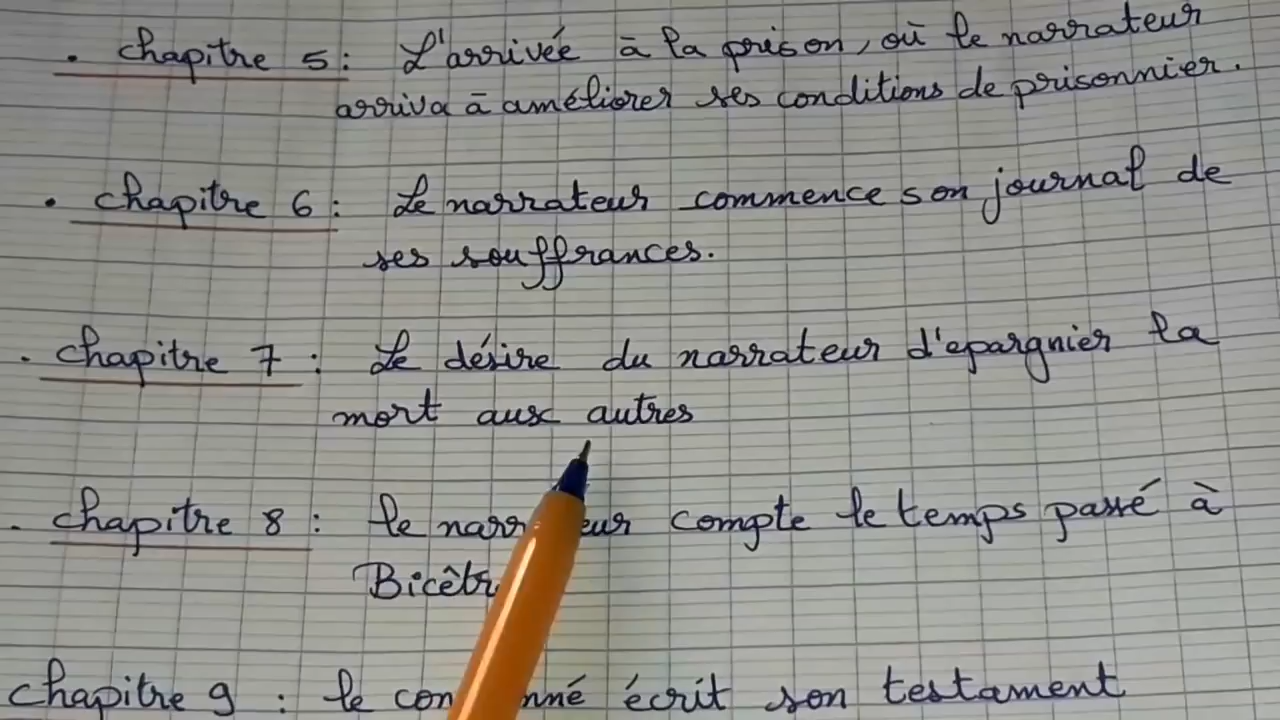 . Chapitre 5 : L'arrivée à la prison, où le narrateur
arriva à améliorer ses conditions de prisonnier.
. Chapitre 6 : Le narrateur commence son journal de
ses souffrances.
. Chapitre 7 : Le désire du narrateur d'epargnier la
mort aux autres
. Chapitre 8 : le compte le temps passé à
Chapitre 9 : le écrit son testament